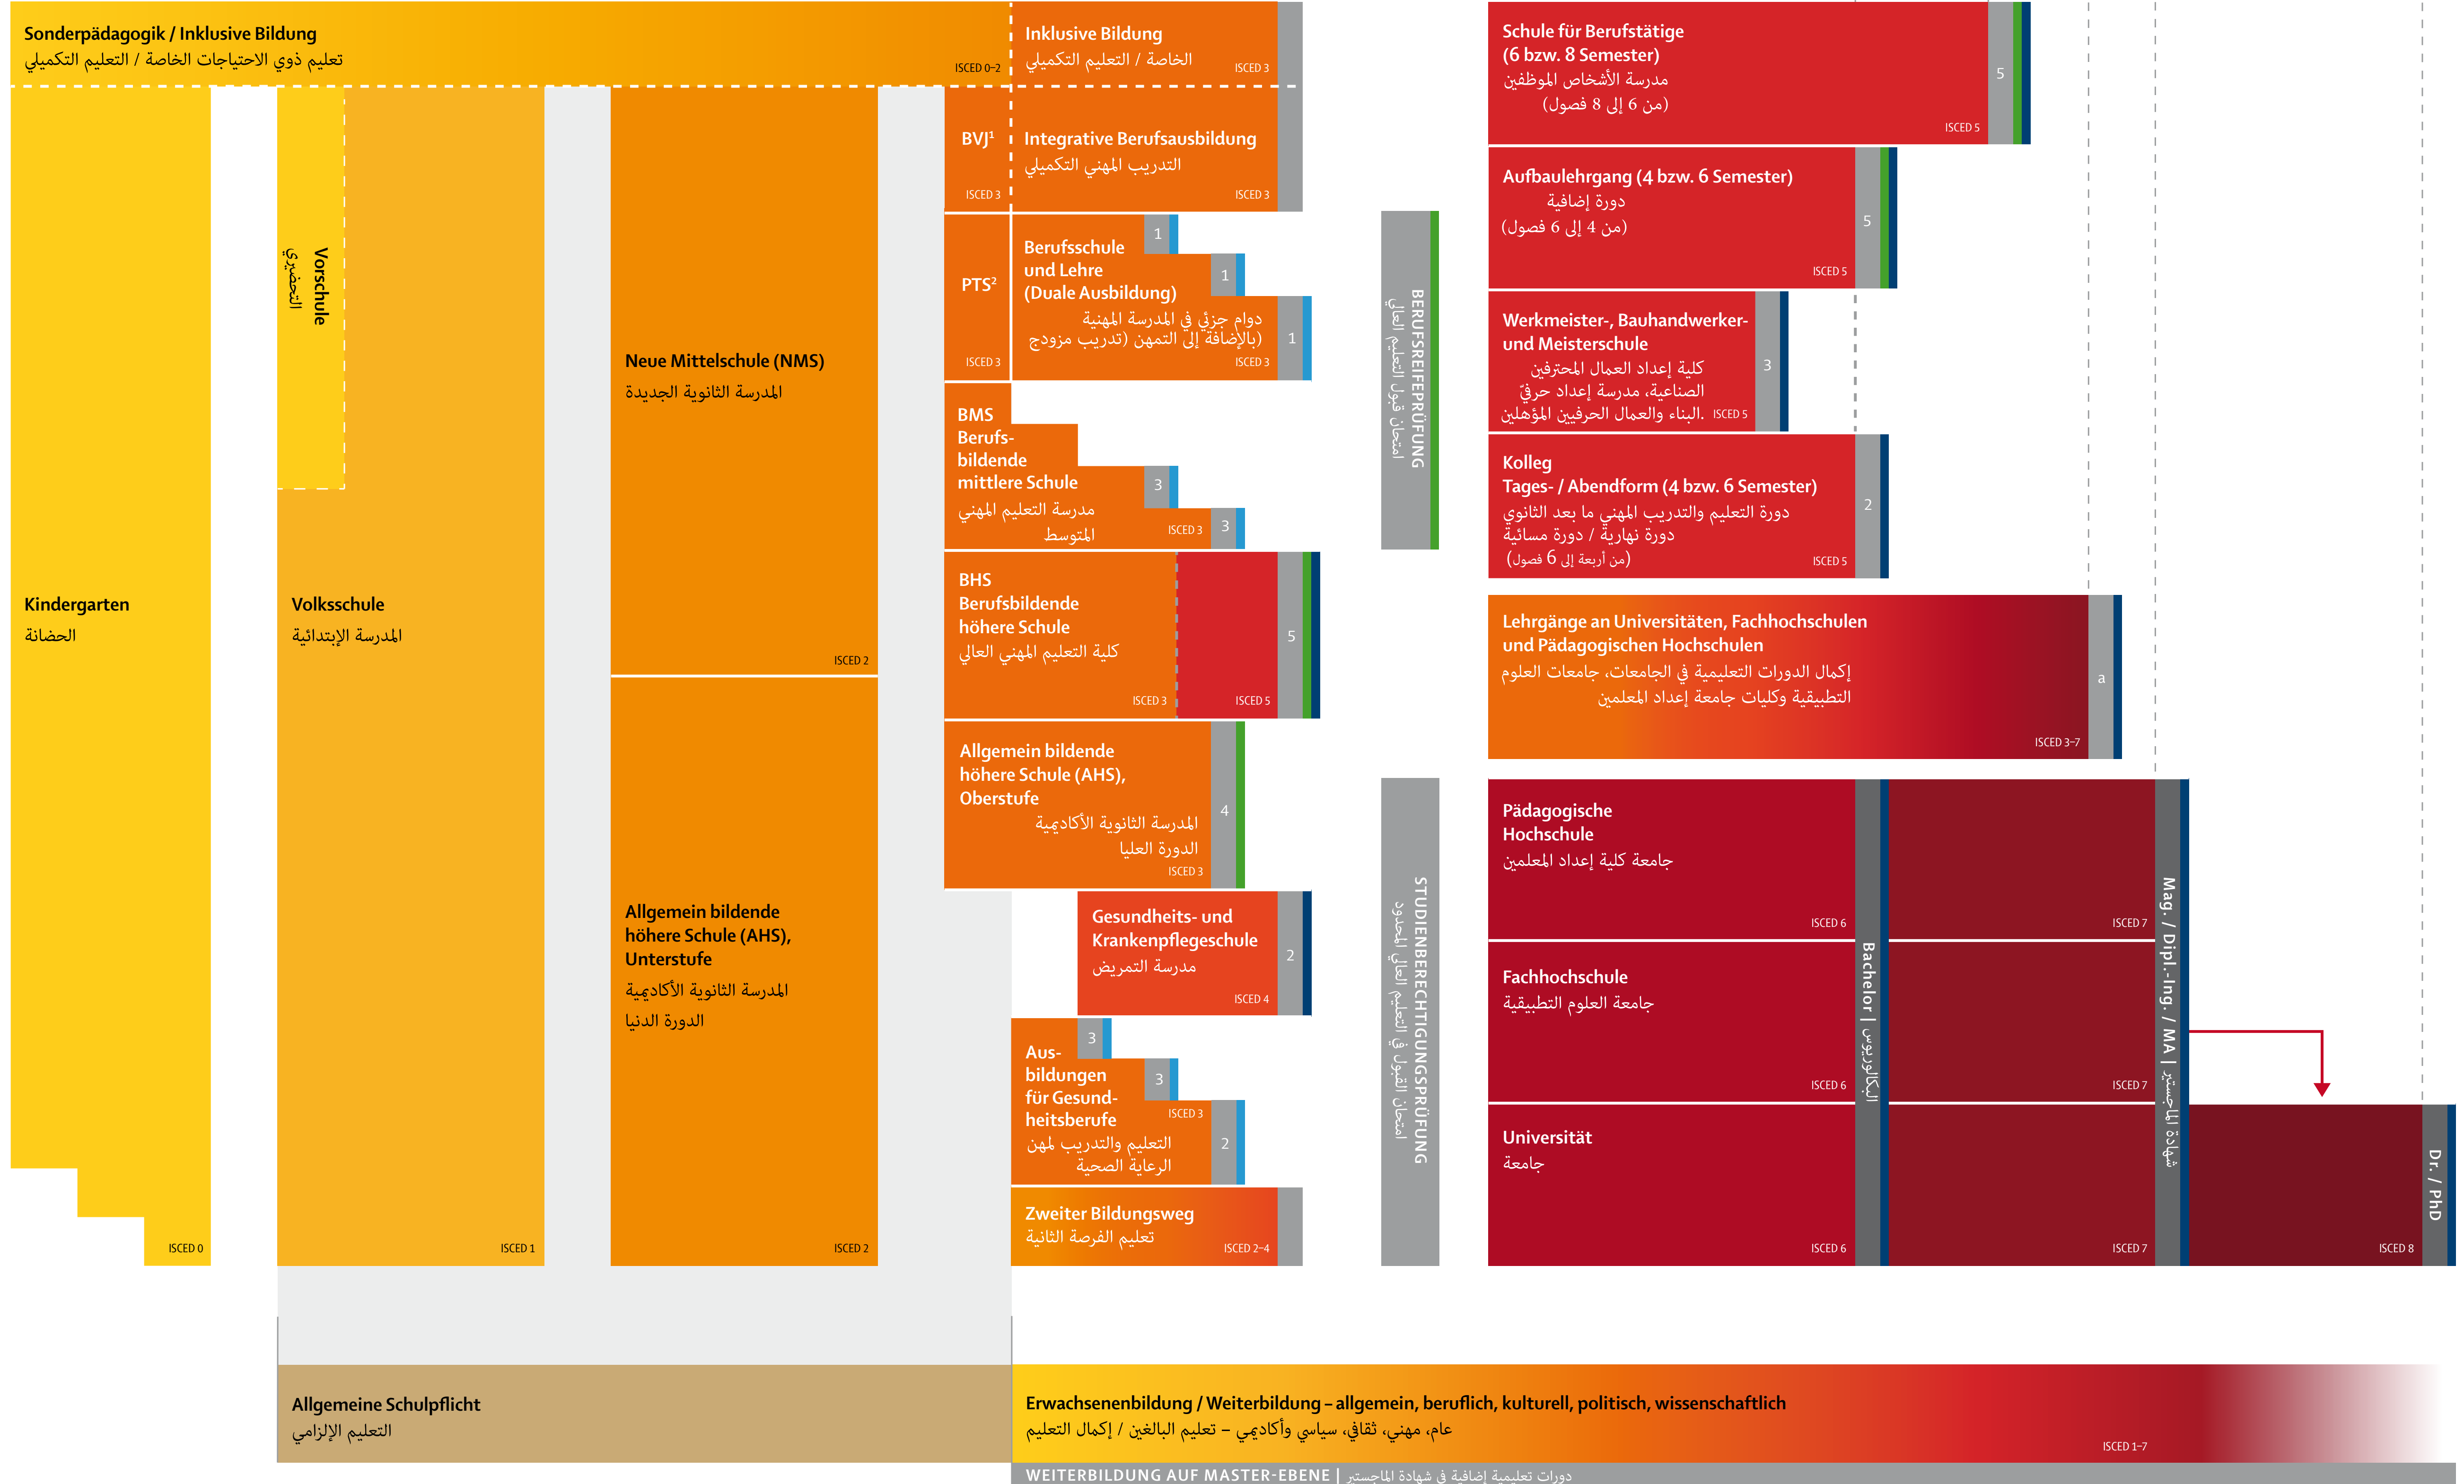 Sonderpädagogik / Inklusive Bildung
تعليم ذوي الاحتياجات الخاصة / التعليم التكميلي
ISCED 0–2
Inklusive Bildung
الخاصة / التعليم التكميلي
ISCED 3
Kindergarten
الحضانة
ISCED 0
Vorschule
التحضيري
Volksschule
المدرسة الإبتدائية
ISCED 1
Neue Mittelschule (NMS)
المدرسة الثانوية الجديدة
ISCED 2
Allgemein bildende
höhere Schule (AHS),
Unterstufe
المدرسة الثانوية الأكاديمية
الدورة الدنيا
ISCED 2
BVJ¹
ISCED 3
Integrative Berufsausbildung
التدريب المهني التكميلي
ISCED 3
PTS²
ISCED 3
Berufsschule
und Lehre
(Duale Ausbildung)
دوام جزئي في المدرسة المهنية
(بالإضافة إلى التمهن (تدريب مزودج
ISCED 3
1
1
1
BMS
Berufs-
bildende
mittlere Schule
مدرسة التعليم المهني
المتوسط
ISCED 3
3
3
BHS
Berufsbildende
höhere Schule
كلية التعليم المهني العالي
ISCED 3
ISCED 5
5
Allgemein bildende
höhere Schule (AHS),
Oberstufe
المدرسة الثانوية الأكاديمية
الدورة العليا
ISCED 3
4
Gesundheits- und
Krankenpflegeschule
مدرسة التمريض
ISCED 4
2
Aus-
bildungen
für Gesund-
heitsberufe
التعليم والتدريب لمهن
الرعاية الصحية
ISCED 3
3
3
2
Zweiter Bildungsweg
تعليم الفرصة الثانية
ISCED 2–4
BERUFSREIFEPRÜFUNG
امتحان قبول التعليم العالي
STUDIENBERECHTIGUNGSPRÜFUNG
امتحان القبول في التعليم العالي المحدود
Schule für Berufstätige
(6 bzw. 8 Semester)
مدرسة الأشخاص الموظفين
(من 6 إلى 8 فصول)
ISCED 5
5
Aufbaulehrgang (4 bzw. 6 Semester)
دورة إضافية
(من 4 إلى 6 فصول)
ISCED 5
5
Werkmeister-, Bauhandwerker-
und Meisterschule
كلية إعداد العمال المحترفين
الصناعية، مدرسة إعداد حرفيّ
البناء والعمال الحرفيين المؤهلين.
ISCED 5
3
Kolleg
Tages- / Abendform (4 bzw. 6 Semester)
دورة التعليم والتدريب المهني ما بعد الثانوي
دورة نهارية / دورة مسائية
(من أربعة إلى 6 فصول)
ISCED 5
2
Lehrgänge an Universitäten, Fachhochschulen
und Pädagogischen Hochschulen
إكمال الدورات التعليمية في الجامعات، جامعات العلوم
التطبيقية وكليات جامعة إعداد المعلمين
ISCED 3–7
a
Pädagogische
Hochschule
جامعة كلية إعداد المعلمين
ISCED 6
ISCED 7
Fachhochschule
جامعة العلوم التطبيقية
ISCED 6
ISCED 7
Universität
جامعة
ISCED 6
ISCED 7
ISCED 8
Bachelor | البكالوريوس
Mag. / Dipl.-Ing. / MA | شهادة الماجستير
Dr. / PhD
Allgemeine Schulpflicht
التعليم الإلزامي
Erwachsenenbildung / Weiterbildung – allgemein, beruflich, kulturell, politisch, wissenschaftlich
عام، مهني، ثقافي، سياسي وأكاديمي – تعليم البالغين / إكمال التعليم
ISCED 1–7
WEITERBILDUNG AUF MASTER-EBENE | دورات تعليمية إضافية في شهادة الماجستير